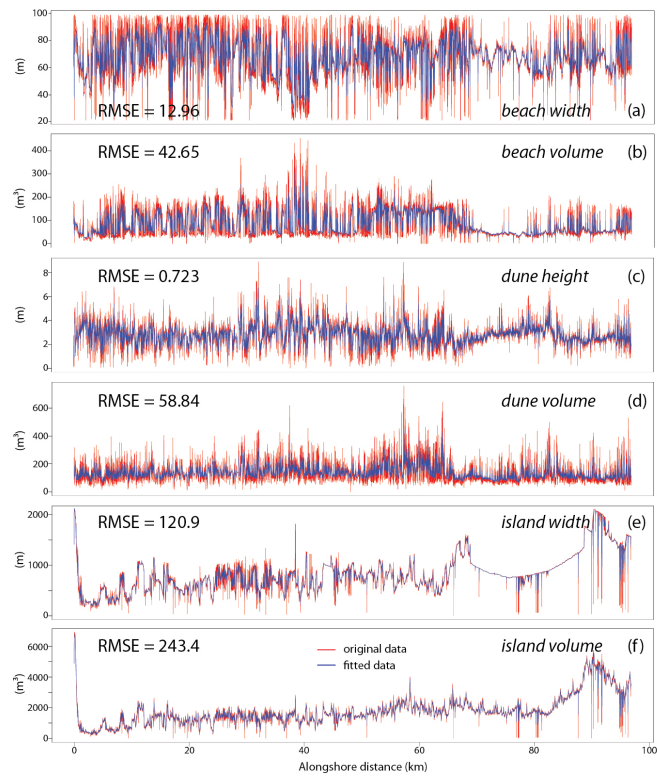 100
80
60
40
20
(m)
RMSE = 12.96
beach width
(a)
400
300
200
100
0
(m³)
RMSE = 42.65
beach volume
(b)
8
6
4
2
0
(m)
RMSE = 0.723
dune height
(c)
600
400
200
0
(m³)
RMSE = 58.84
dune volume
(d)
2000
1000
0
(m)
RMSE = 120.9
island width
(e)
6000
4000
2000
0
(m³)
RMSE = 243.4
island volume
(f)
original data
fitted data
0 20 40 60 80 100
Alongshore distance (km)